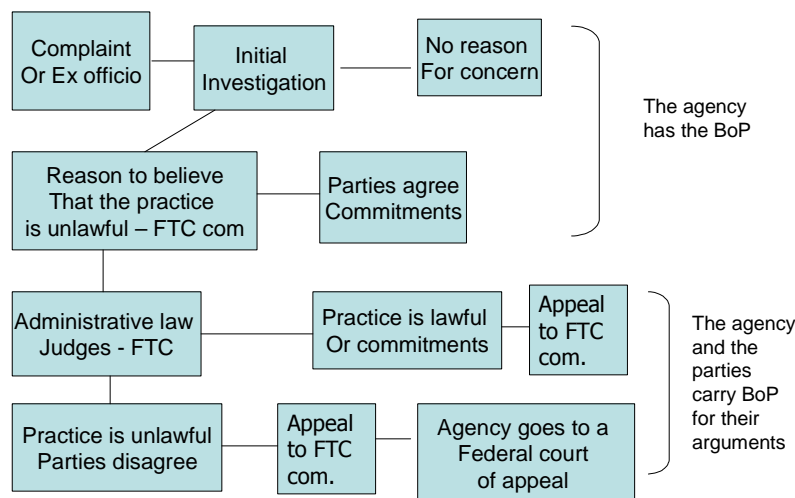 Complaint
Or Ex officio
Initial
Investigation
No reason
For concern
The agency
has the BoP
Reason to believe
That the practice
is unlawful – FTC com
Parties agree
Commitments
Administrative law
Judges - FTC
Practice is lawful
Or commitments
Appeal
to FTC
com.
The agency
and the
parties
carry BoP
for their
arguments
Practice is unlawful
Parties disagree
Appeal
to FTC
com.
Agency goes to a
Federal court
of appeal